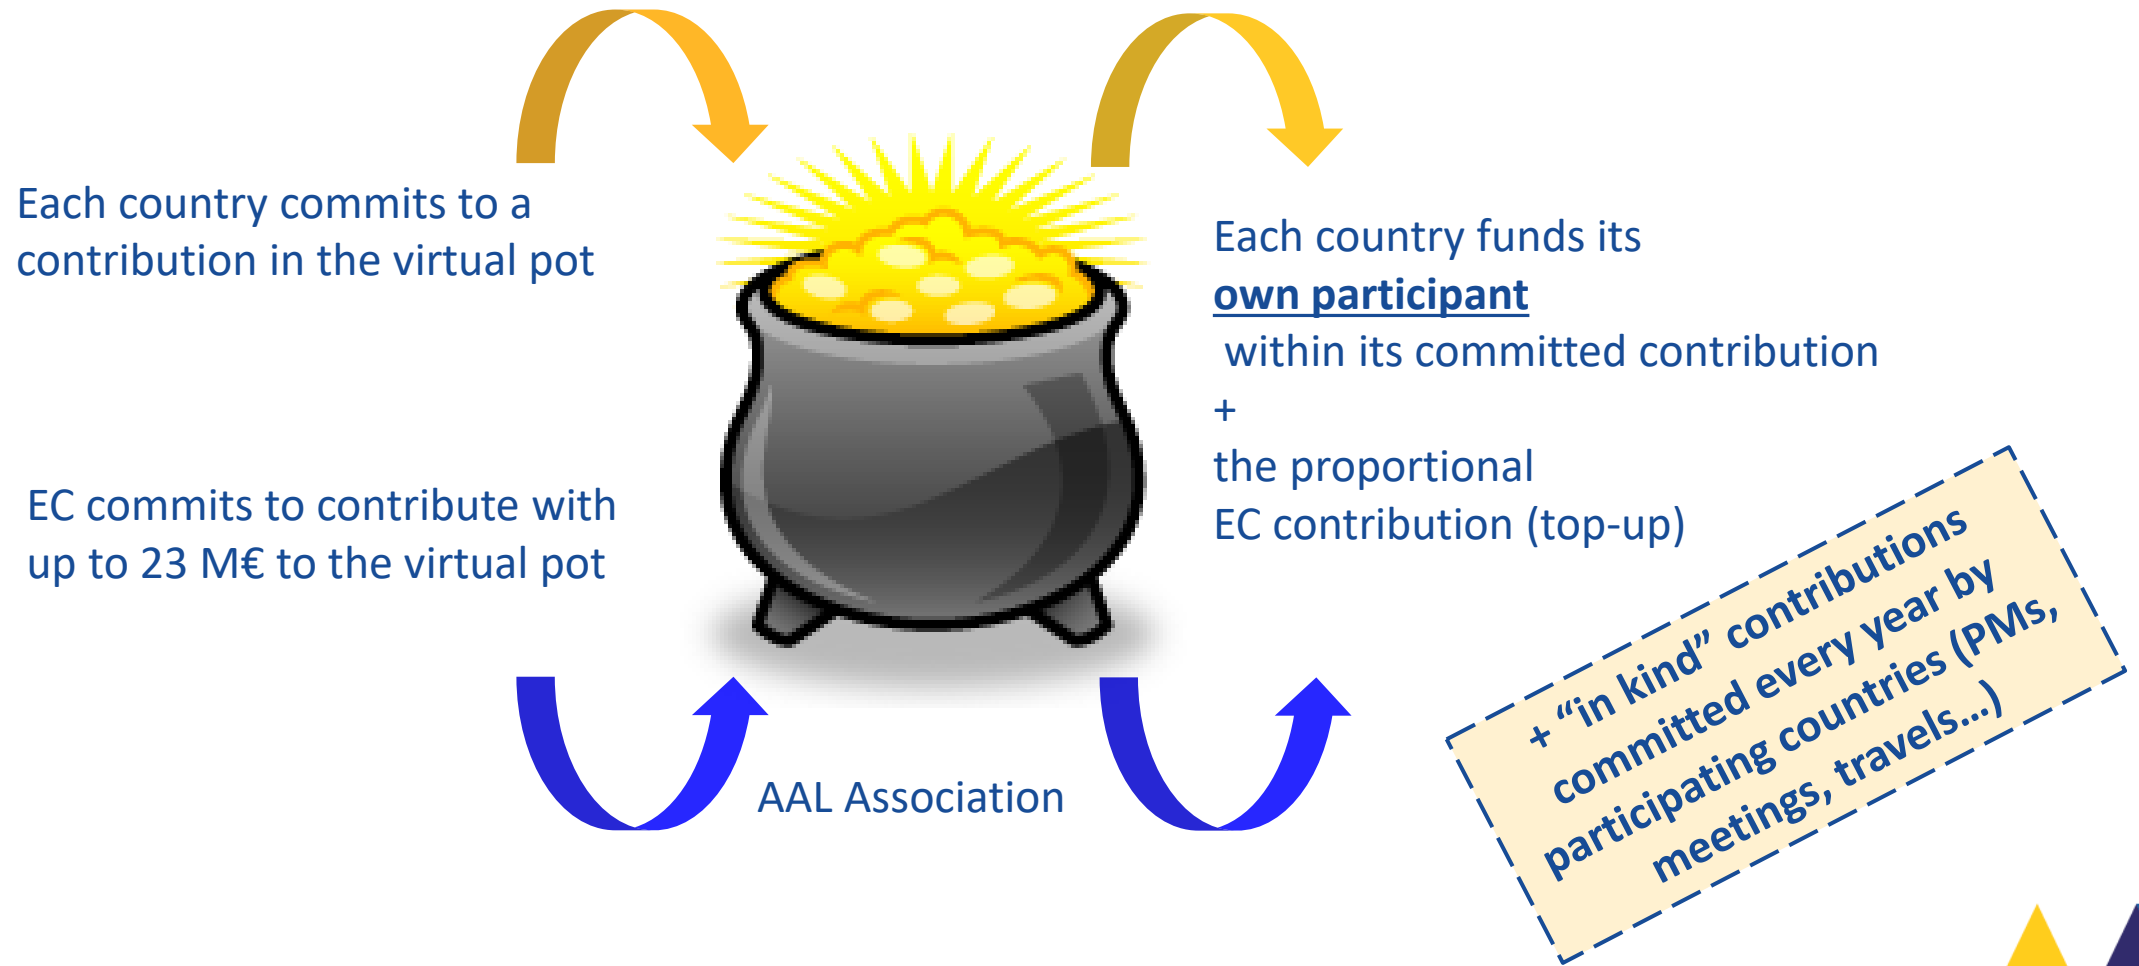 Each country commits to a
contribution in the virtual pot
EC commits to contribute with
up to 23 M€ to the virtual pot
AAL Association
Each country funds its
own participant
within its committed contribution
+
the proportional
EC contribution (top-up)
+ “in kind” contributions
committed every year by
participating countries (PMs,
meetings, travels...)